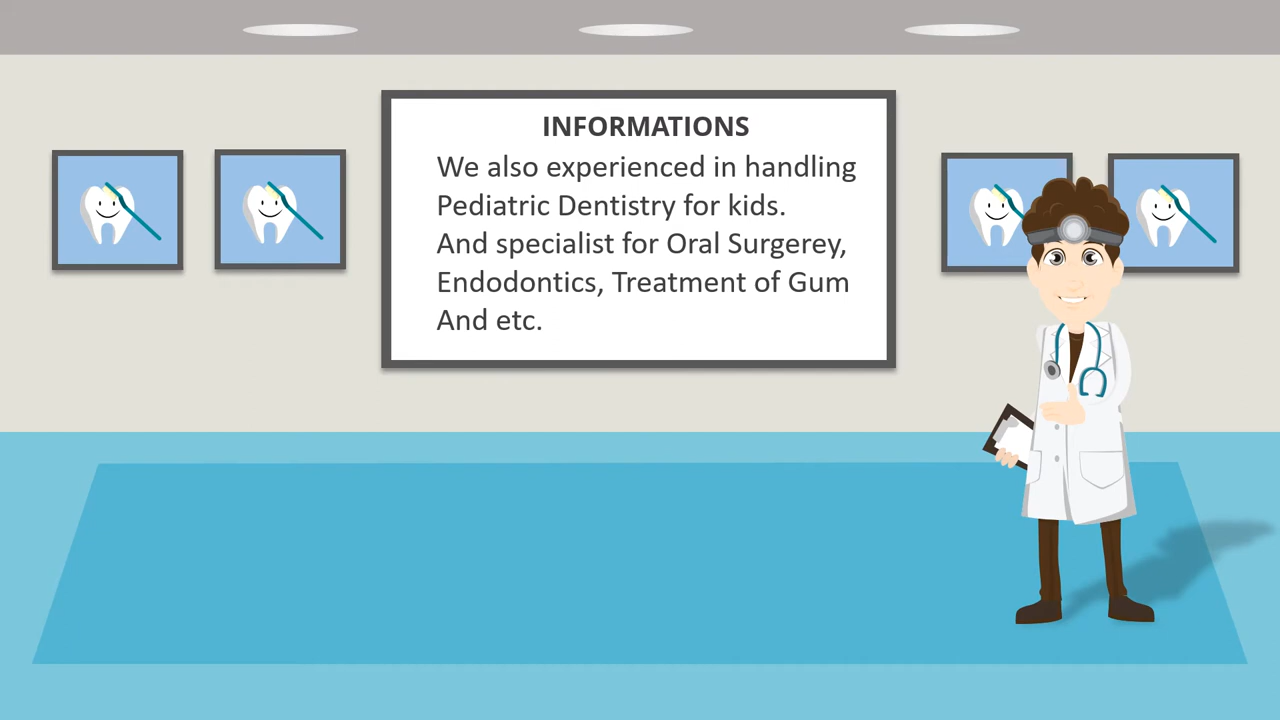 INFORMATIONS
We also experienced in handling
Pediatric Dentistry for kids.
And specialist for Oral Surgerey,
Endodontics, Treatment of Gum
And etc.